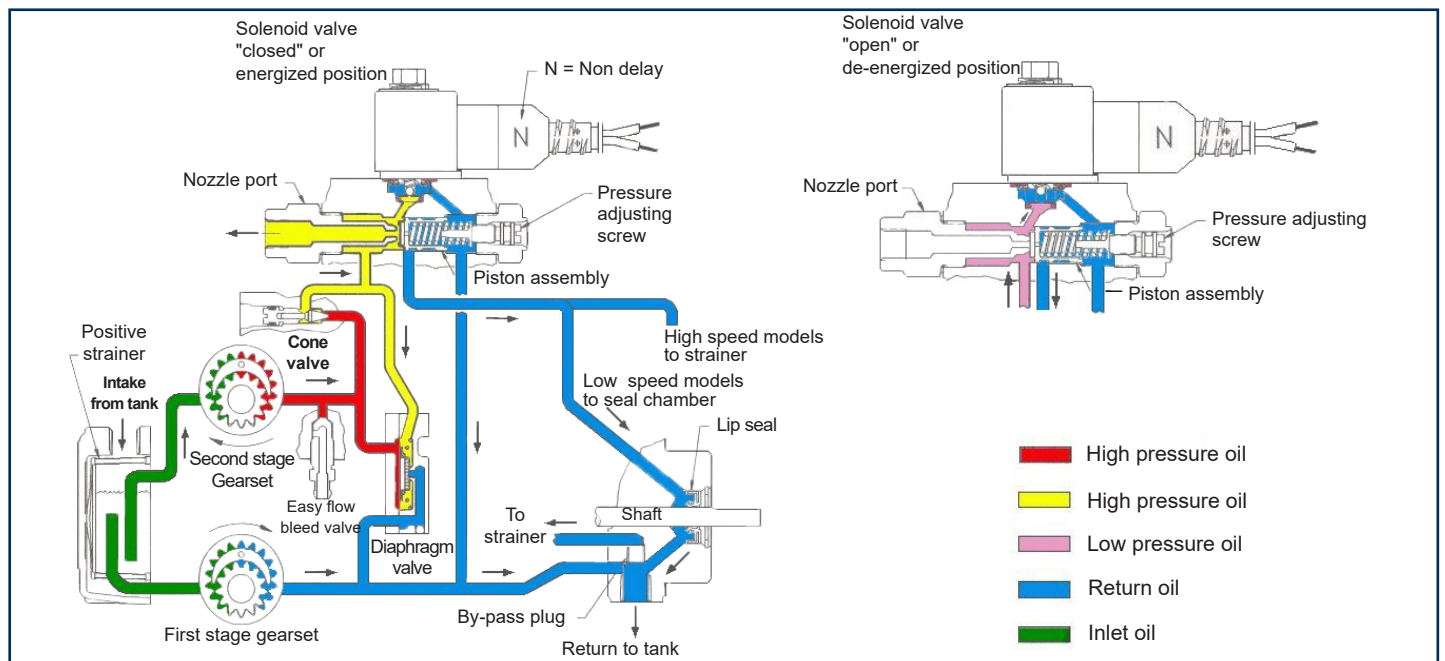 Solenoid valve
"closed" or
energized position
N = Non delay
N
Nozzle port
Pressure
adjusting
screw
Piston assembly
Positive
strainer
Intake
from tank
Cone
valve
High speed models
to strainer
Low speed models
to seal chamber
Lip seal
Second stage
Gearset
Easy flow
bleed valve
Shaft
To
strainer
Diaphragm
valve
By-pass plug
First stage gearset
Return to tank
Solenoid valve
"open" or
de-energized position
N
Nozzle port
Pressure adjusting
screw
Piston assembly
High pressure oil
High pressure oil
Low pressure oil
Return oil
Inlet oil